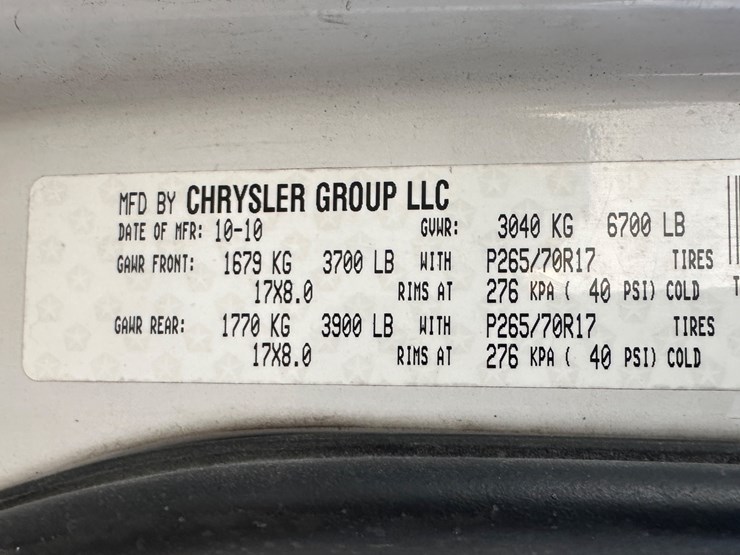 MFD BY CHRYSLER GROUP LLC
DATE OF MFR: 10-10 GVWR: 3040 KG 6700 LB
GAWR FRONT: 1679 KG 3700 LB WITH P265/70R17 TIRES
17X8.0 RIMS AT 276 KPA ( 40 PSI) COLD T
GAWR REAR: 1770 KG 3900 LB WITH P265/70R17 TIRES
17X8.0 RIMS AT 276 KPA ( 40 PSI) COLD